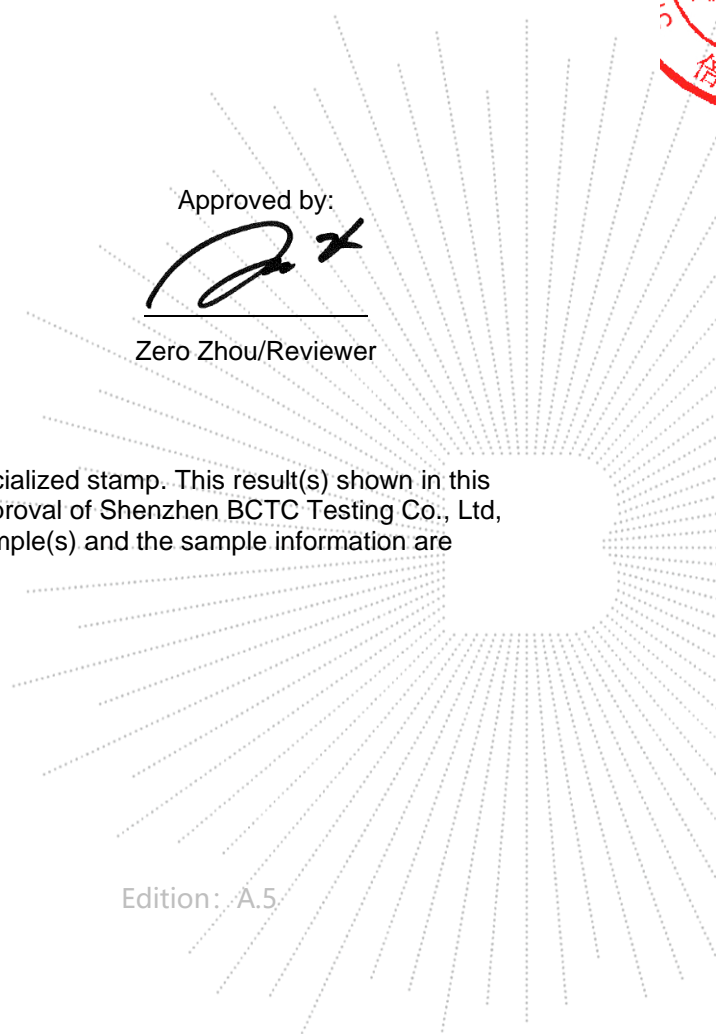 Approved by:
Zero Zhou/Reviewer
cialized stamp. This result(s) shown in this
proval of Shenzhen BCTC Testing Co., Ltd,
mple(s) and the sample information are
Edition：A.5